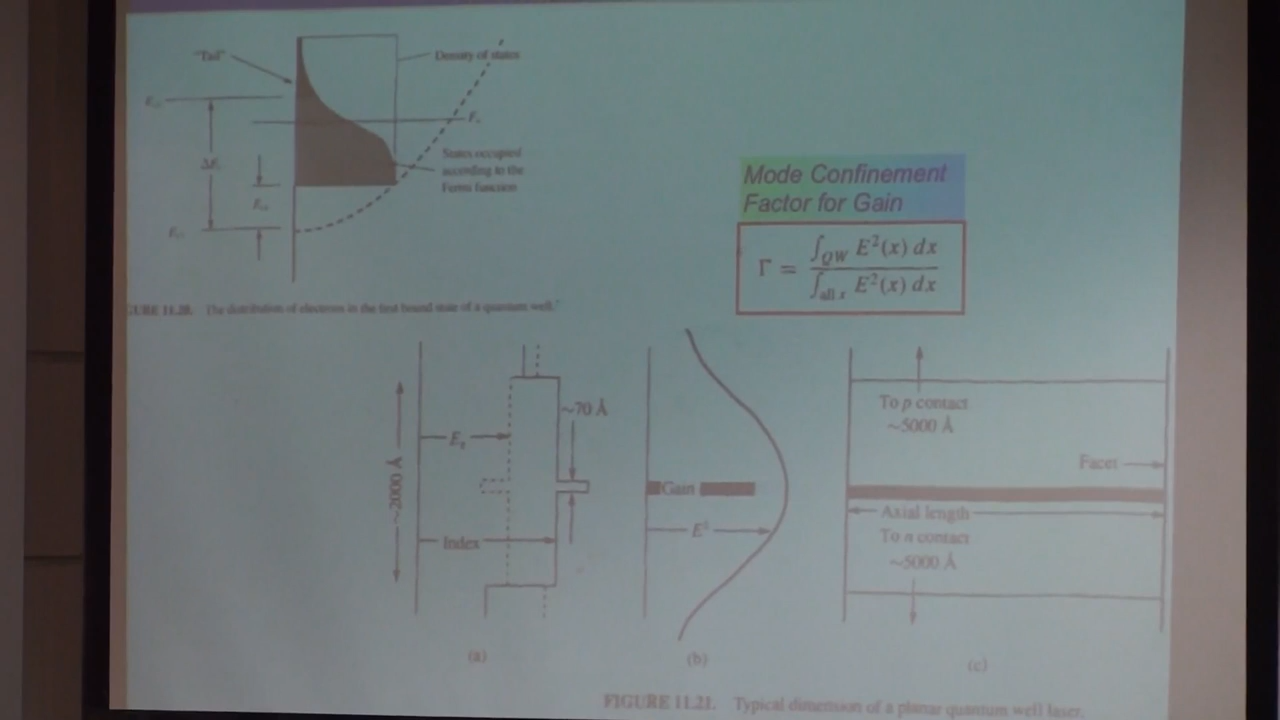 "Tail"
Density of states
States occupied
according to the
Fermi function
URE 11.20. The distribution of electrons in the first bound state of a quantum well.
Mode Confinement
Factor for Gain
Γ = ∫QW E²(x) dx / ∫all x E²(x) dx
~2000 Å
~70 Å
Index
Gain
E²
To p contact
~5000 Å
Facet
Axial length
To n contact
~5000 Å
(a)
(b)
(c)
FIGURE 11.21. Typical dimension of a planar quantum well laser.